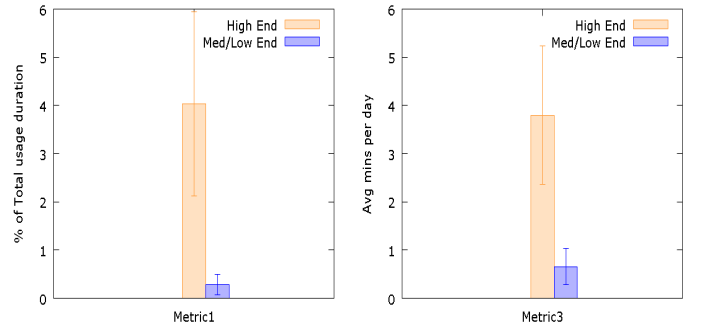 High End
Med/Low End
6
5
4
3
2
1
0
% of Total usage duration
Metric1
High End
Med/Low End
6
5
4
3
2
1
0
Avg mins per day
Metric3